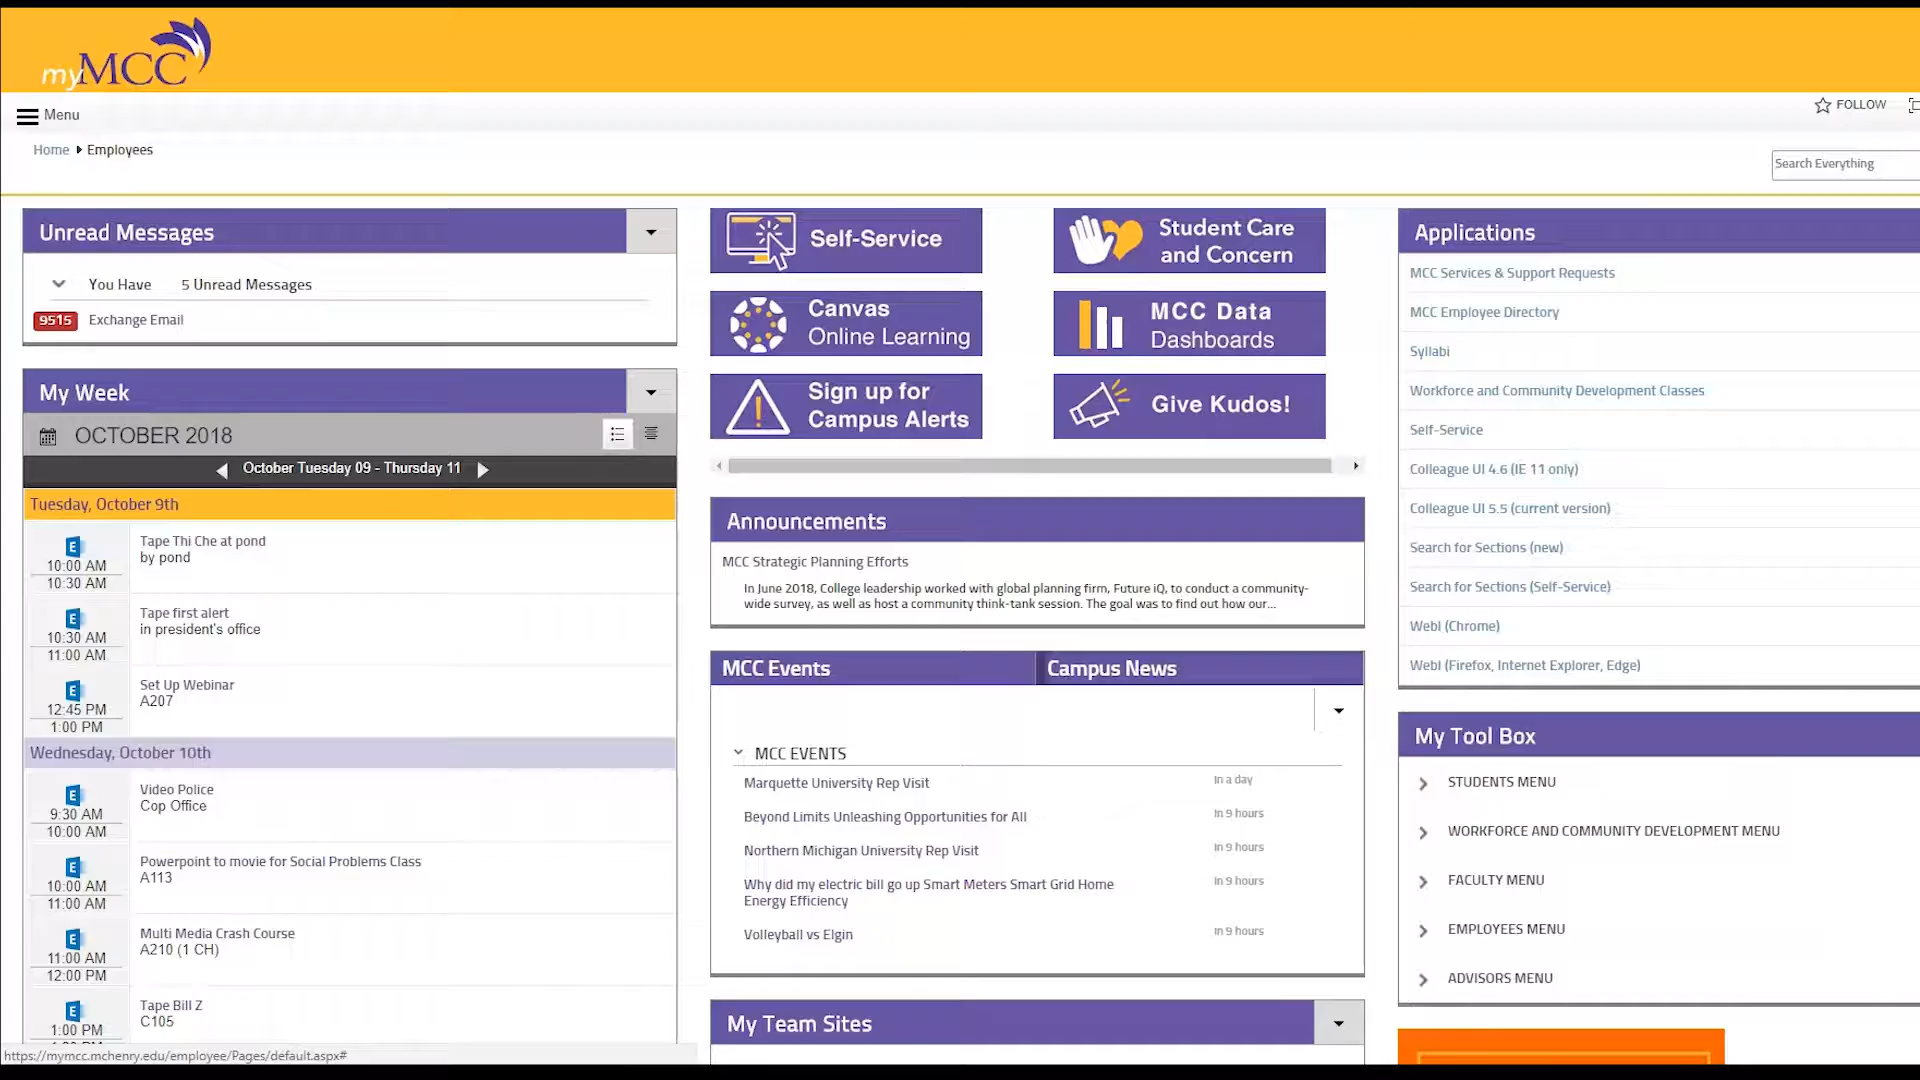 myMCC
Menu
FOLLOW
Home Employees
Search Everything
Unread Messages
You Have 5 Unread Messages
9515 Exchange Email
My Week
OCTOBER 2018
October Tuesday 09 - Thursday 11
Tuesday, October 9th
10:00 AM
10:30 AM
Tape Thi Che at pond
by pond
10:30 AM
11:00 AM
Tape first alert
in president's office
12:45 PM
1:00 PM
Set Up Webinar
A207
Wednesday, October 10th
9:30 AM
10:00 AM
Video Police
Cop Office
10:00 AM
11:00 AM
Powerpoint to movie for Social Problems Class
A113
11:00 AM
12:00 PM
Multi Media Crash Course
A210 (1 CH)
1:00 PM
Tape Bill Z
C105
https://mymcc.mchenry.edu/employee/Pages/default.aspx#
Self-Service
Student Care
and Concern
Canvas
Online Learning
MCC Data
Dashboards
Sign up for
Campus Alerts
Give Kudos!
Announcements
MCC Strategic Planning Efforts
In June 2018, College leadership worked with global planning firm, Future iQ, to conduct a community-
wide survey, as well as host a community think-tank session. The goal was to find out how our...
MCC Events
Campus News
MCC EVENTS
Marquette University Rep Visit In a day
Beyond Limits Unleashing Opportunities for All In 9 hours
Northern Michigan University Rep Visit In 9 hours
Why did my electric bill go up Smart Meters Smart Grid Home In 9 hours
Energy Efficiency
Volleyball vs Elgin In 9 hours
My Team Sites
Applications
MCC Services & Support Requests
MCC Employee Directory
Syllabi
Workforce and Community Development Classes
Self-Service
Colleague UI 4.6 (IE 11 only)
Colleague UI 5.5 (current version)
Search for Sections (new)
Search for Sections (Self-Service)
WebI (Chrome)
WebI (Firefox, Internet Explorer, Edge)
My Tool Box
STUDENTS MENU
WORKFORCE AND COMMUNITY DEVELOPMENT MENU
FACULTY MENU
EMPLOYEES MENU
ADVISORS MENU